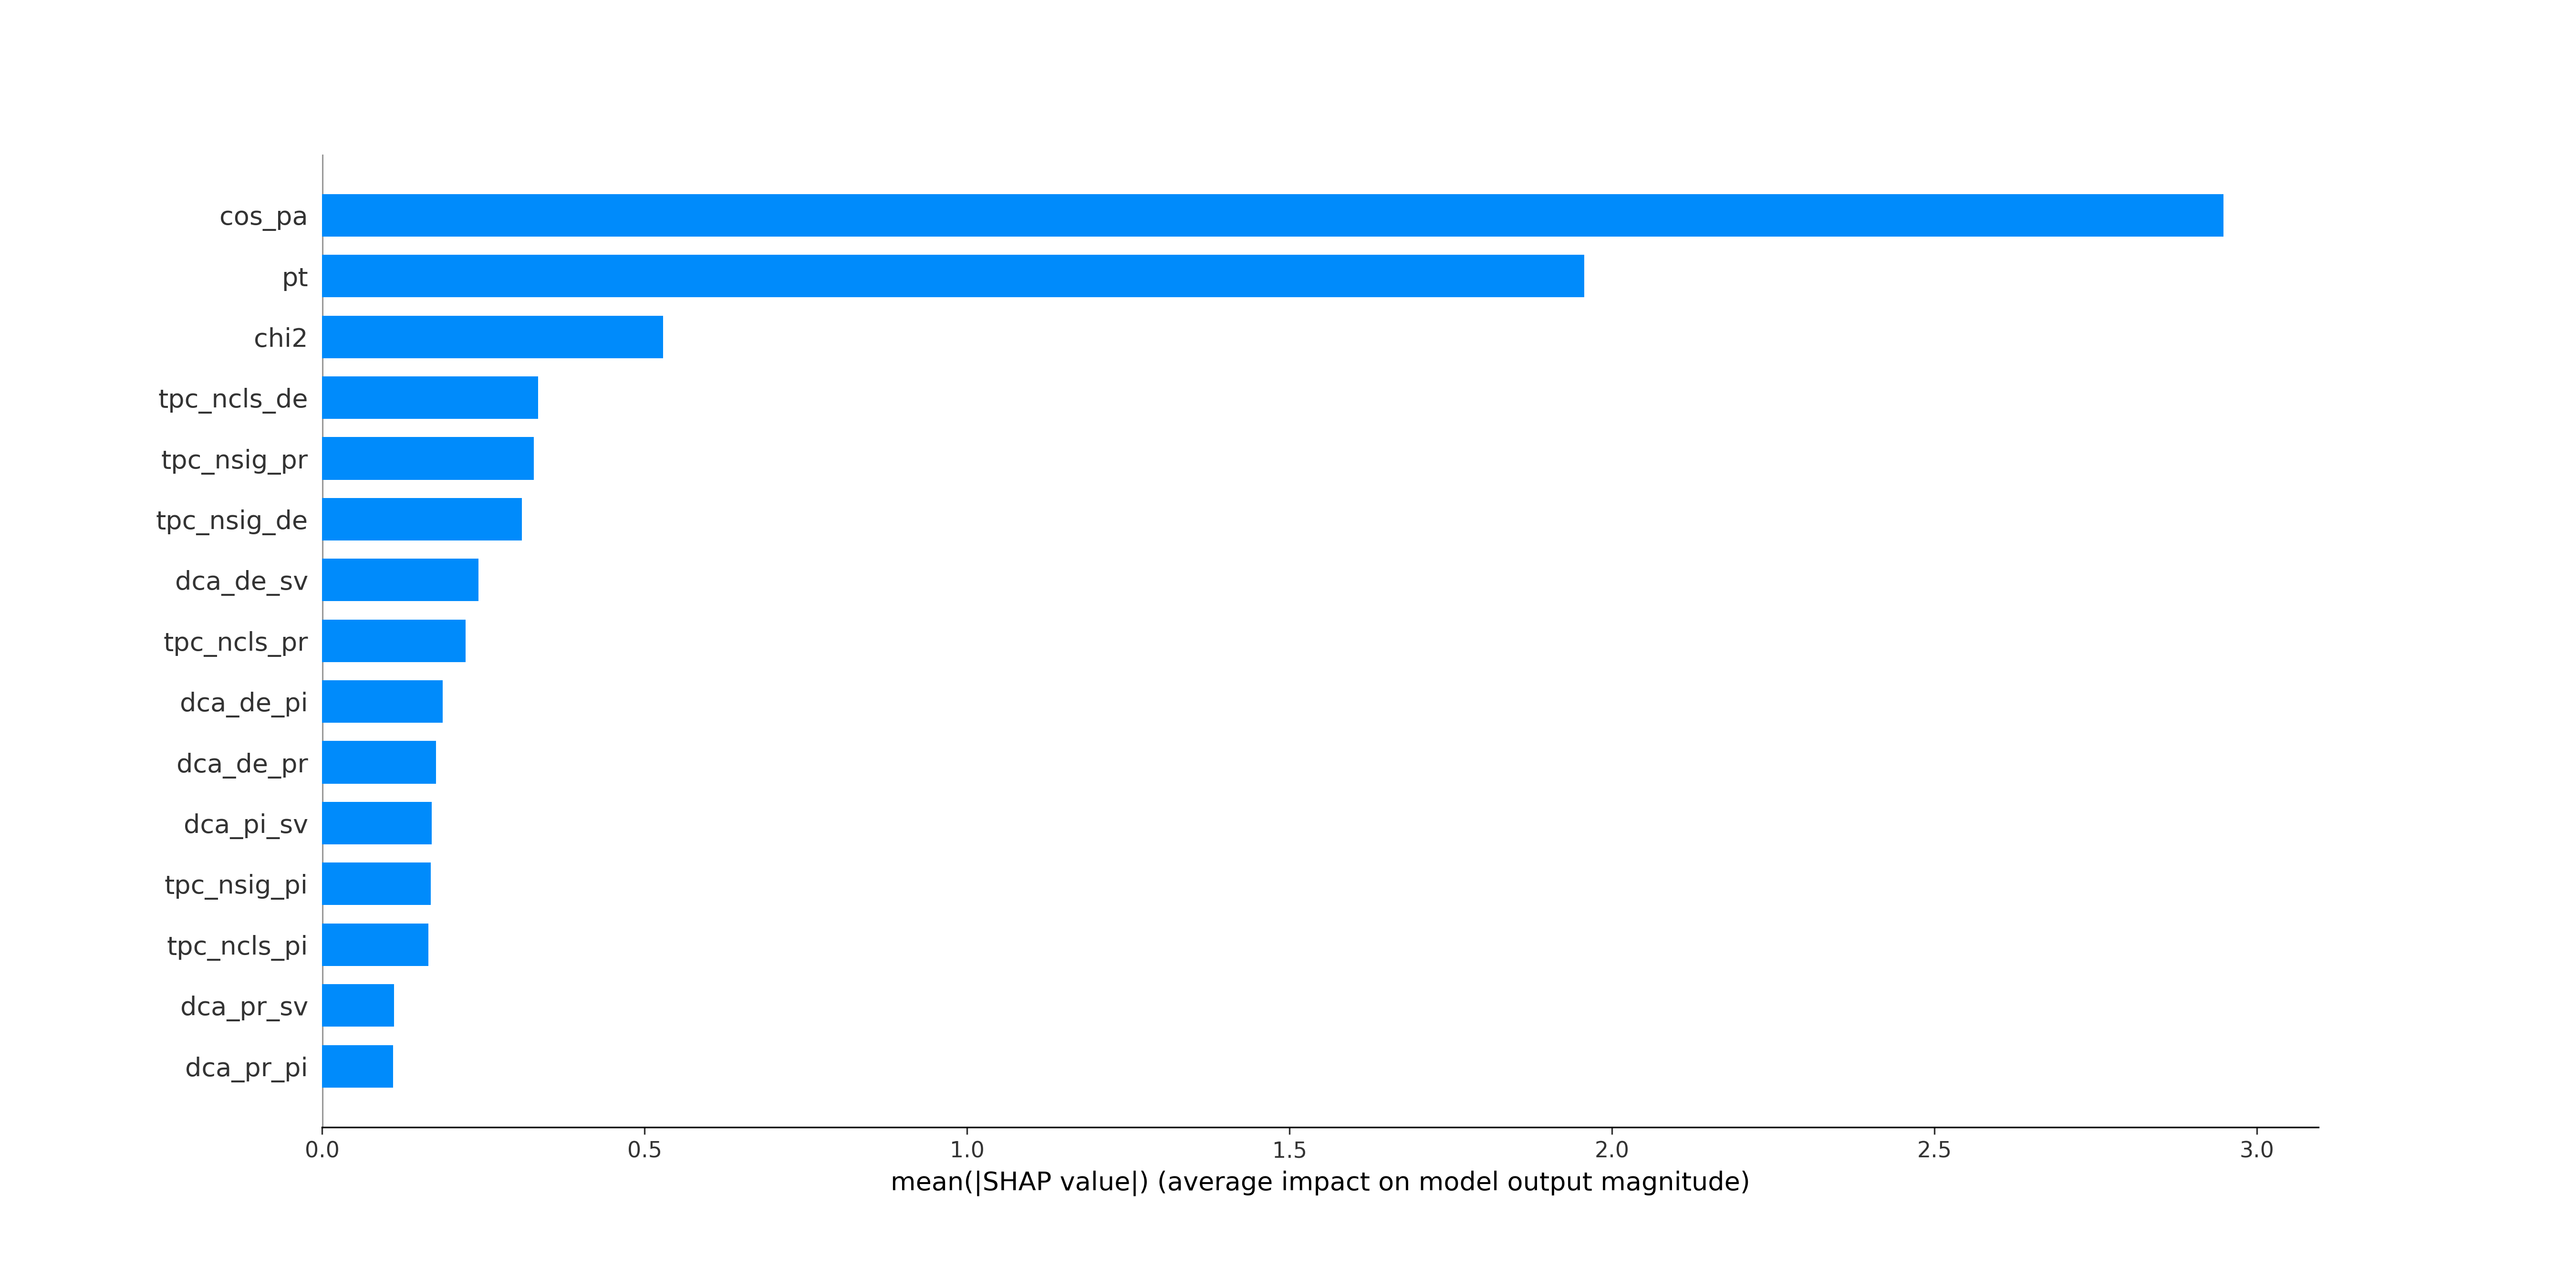 cos_pa
pt
chi2
tpc_ncls_de
tpc_nsig_pr
tpc_nsig_de
dca_de_sv
tpc_ncls_pr
dca_de_pi
dca_de_pr
dca_pi_sv
tpc_nsig_pi
tpc_ncls_pi
dca_pr_sv
dca_pr_pi
0.0 0.5 1.0 1.5 2.0 2.5 3.0
mean(|SHAP value|) (average impact on model output magnitude)